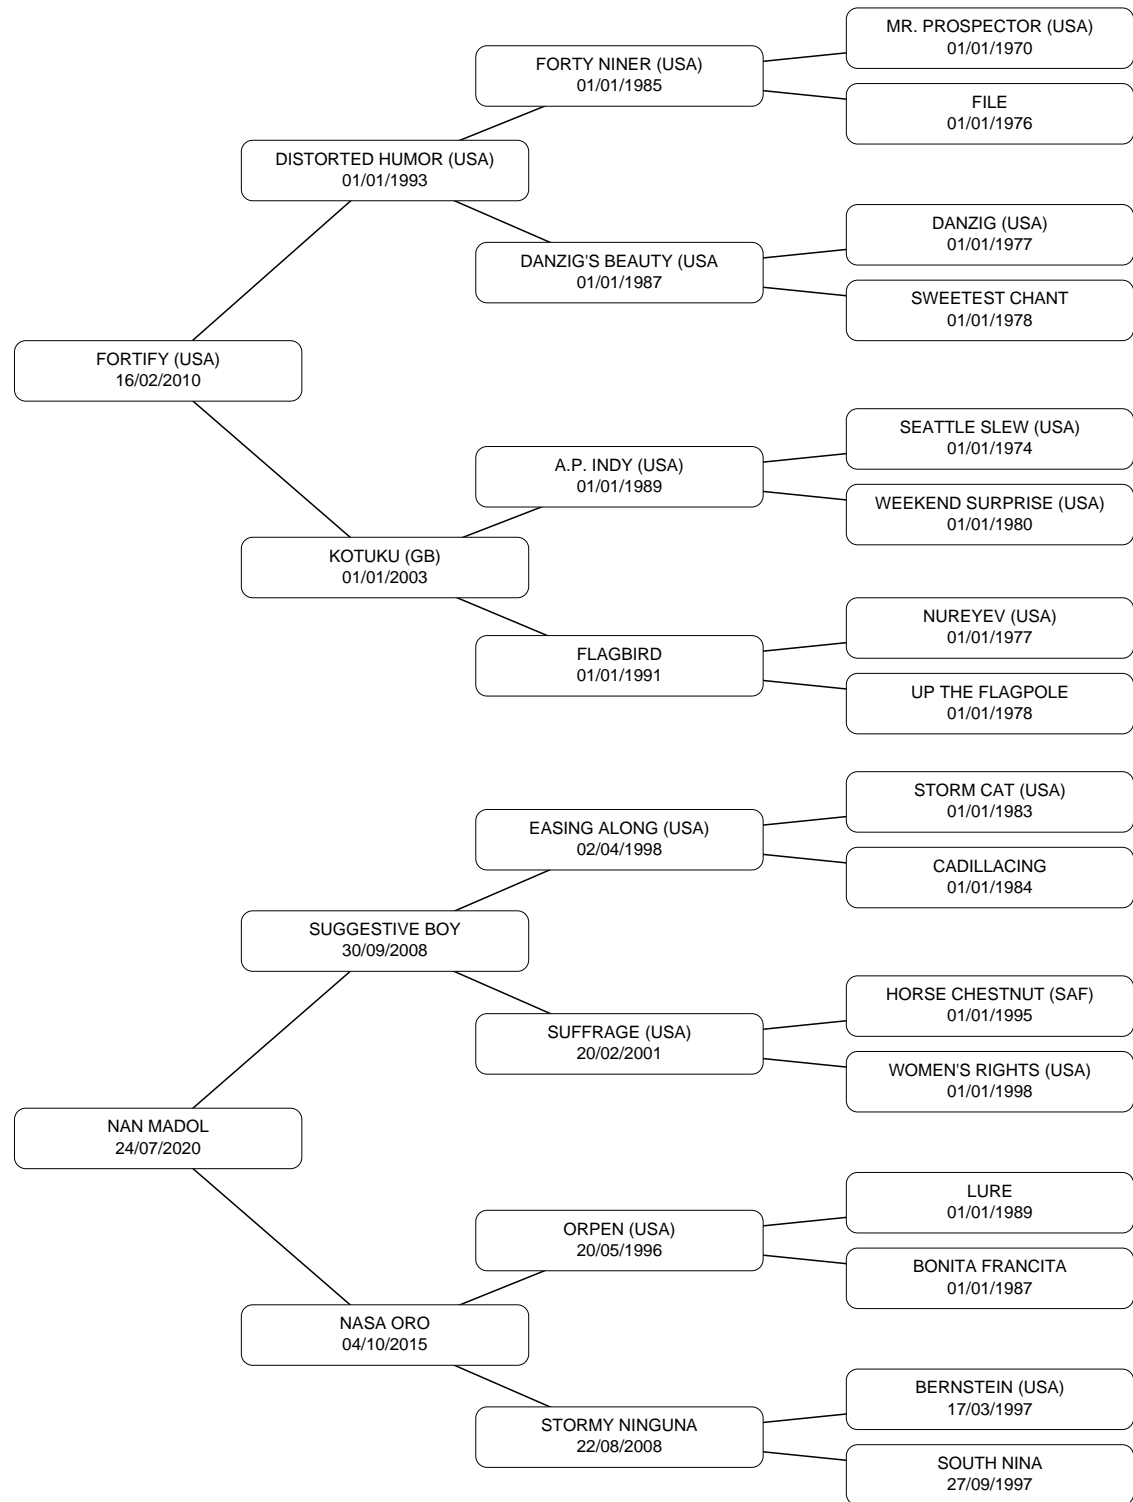 MR. PROSPECTOR (USA)
01/01/1970
FORTY NINER (USA)
01/01/1985
FILE
01/01/1976
DISTORTED HUMOR (USA)
01/01/1993
DANZIG (USA)
01/01/1977
DANZIG'S BEAUTY (USA
01/01/1987
SWEETEST CHANT
01/01/1978
FORTIFY (USA)
16/02/2010
SEATTLE SLEW (USA)
01/01/1974
A.P. INDY (USA)
01/01/1989
WEEKEND SURPRISE (USA)
01/01/1980
KOTUKU (GB)
01/01/2003
NUREYEV (USA)
01/01/1977
FLAGBIRD
01/01/1991
UP THE FLAGPOLE
01/01/1978
STORM CAT (USA)
01/01/1983
EASING ALONG (USA)
02/04/1998
CADILLACING
01/01/1984
SUGGESTIVE BOY
30/09/2008
HORSE CHESTNUT (SAF)
01/01/1995
SUFFRAGE (USA)
20/02/2001
WOMEN'S RIGHTS (USA)
01/01/1998
NAN MADOL
24/07/2020
LURE
01/01/1989
ORPEN (USA)
20/05/1996
BONITA FRANCITA
01/01/1987
NASA ORO
04/10/2015
BERNSTEIN (USA)
17/03/1997
STORMY NINGUNA
22/08/2008
SOUTH NINA
27/09/1997